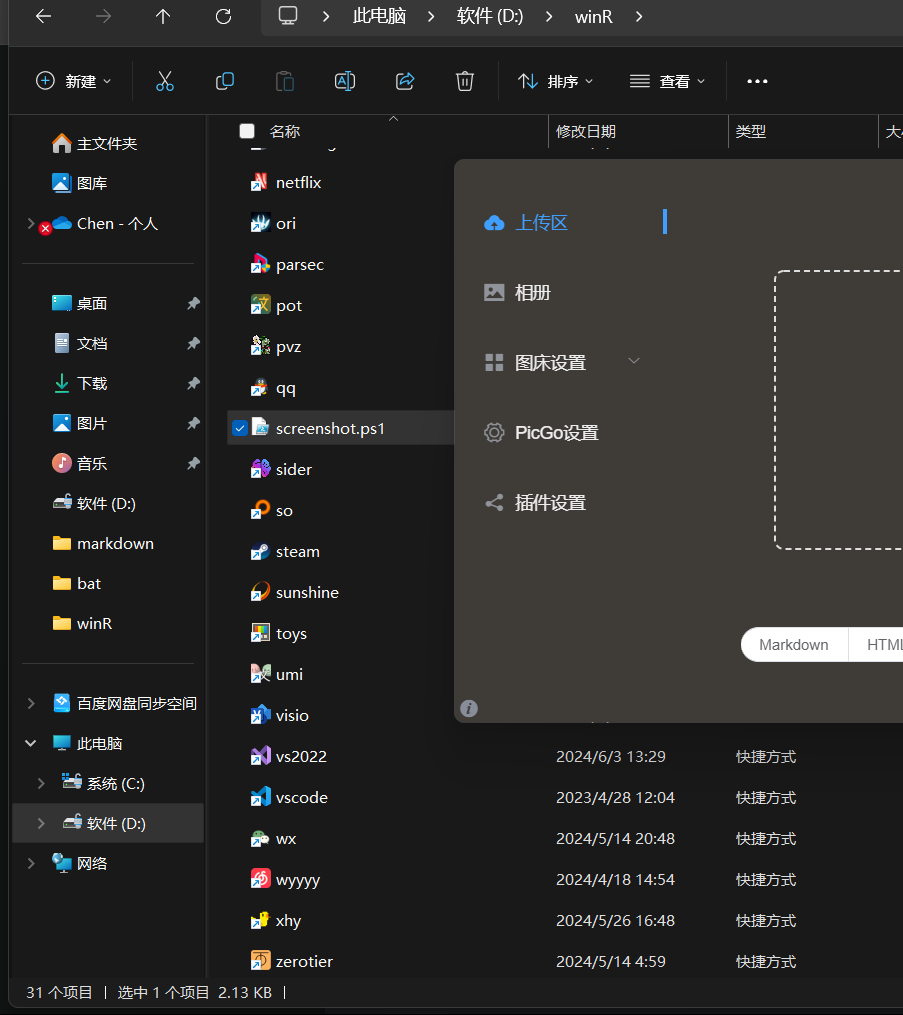 此电脑 > 软件 (D:) > winR >
新建 排序 查看
名称 修改日期 类型
主文件夹
图库
Chen - 个人
桌面
文档
下载
图片
音乐
软件 (D:)
markdown
bat
winR
百度网盘同步空间
此电脑
系统 (C:)
软件 (D:)
网络
netflix
ori
parsec
pot
pvz
qq
screenshot.ps1
sider
so
steam
sunshine
toys
umi
visio
vs2022 2024/6/3 13:29 快捷方式
vscode 2023/4/28 12:04 快捷方式
wx 2024/5/14 20:48 快捷方式
wyyyy 2024/4/18 14:54 快捷方式
xhy 2024/5/26 16:48 快捷方式
zerotier 2024/5/14 4:59 快捷方式
上传区
相册
图床设置
PicGo设置
插件设置
Markdown HTML
31 个项目 | 选中 1 个项目 2.13 KB |